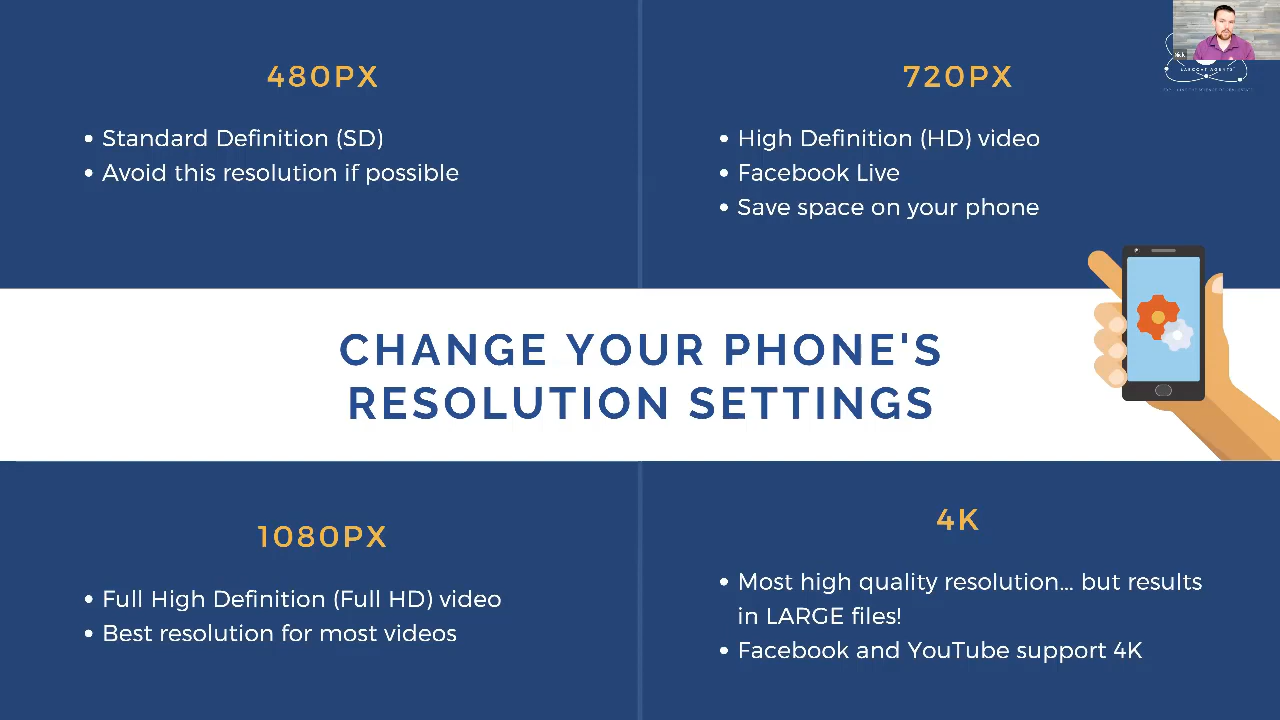 480PX
• Standard Definition (SD)
• Avoid this resolution if possible
720PX
• High Definition (HD) video
• Facebook Live
• Save space on your phone
LABCOAT AGENTS
CHANGE YOUR PHONE'S
RESOLUTION SETTINGS
1080PX
• Full High Definition (Full HD) video
• Best resolution for most videos
4K
• Most high quality resolution... but results
in LARGE files!
• Facebook and YouTube support 4K